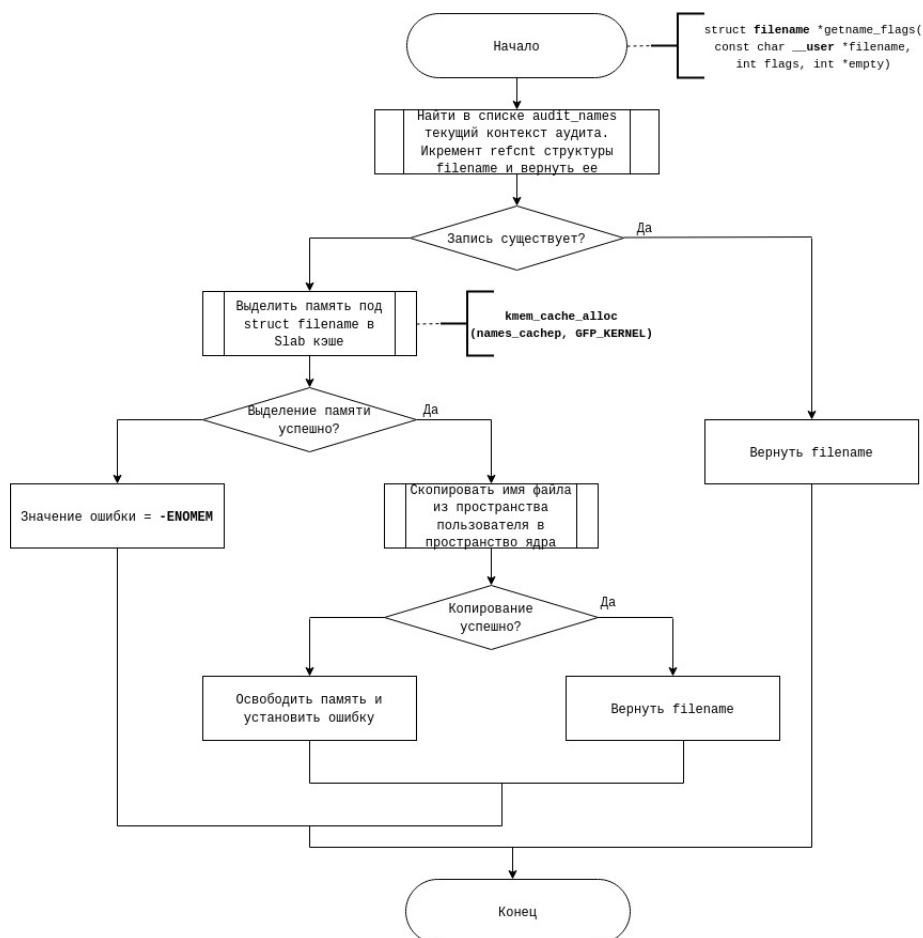 Начало
struct filename *getname_flags(
const char __user *filename,
int flags, int *empty)
Найти в списке audit_names
текущий контекст аудита.
Икремент refcnt структуры
filename и вернуть ее
Запись существует?
Да
Выделить память под
struct filename в
Slab кэше
kmem_cache_alloc
(names_cachep, GFP_KERNEL)
Выделение памяти
успешно?
Да
Вернуть filename
Значение ошибки = -ENOMEM
Скопировать имя файла
из пространства
пользователя в
пространство ядра
Копирование
успешно?
Да
Освободить память и
установить ошибку
Вернуть filename
Конец